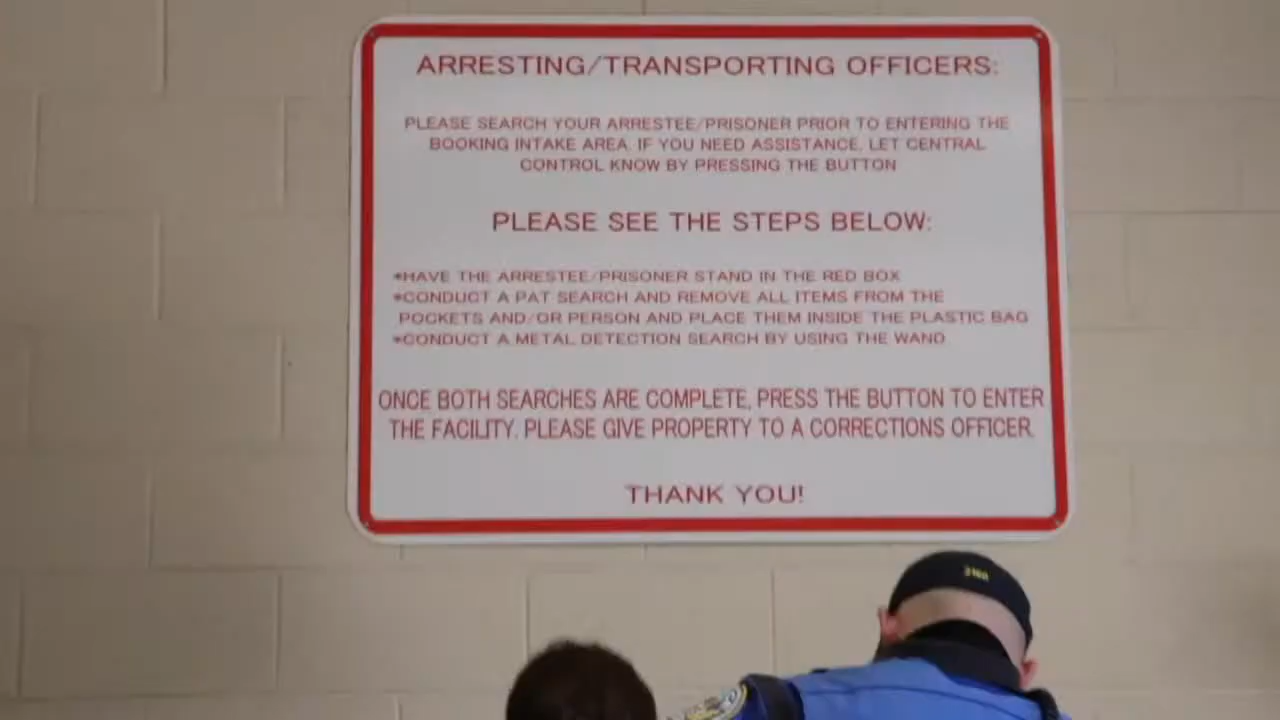 ARRESTING/TRANSPORTING OFFICERS:
PLEASE SEARCH YOUR ARRESTEE/PRISONER PRIOR TO ENTERING THE
BOOKING INTAKE AREA. IF YOU NEED ASSISTANCE, LET CENTRAL
CONTROL KNOW BY PRESSING THE BUTTON
PLEASE SEE THE STEPS BELOW:
*HAVE THE ARRESTEE/PRISONER STAND IN THE RED BOX
*CONDUCT A PAT SEARCH AND REMOVE ALL ITEMS FROM THE
POCKETS AND/OR PERSON AND PLACE THEM INSIDE THE PLASTIC BAG
*CONDUCT A METAL DETECTION SEARCH BY USING THE WAND
ONCE BOTH SEARCHES ARE COMPLETE, PRESS THE BUTTON TO ENTER
THE FACILITY. PLEASE GIVE PROPERTY TO A CORRECTIONS OFFICER.
THANK YOU!